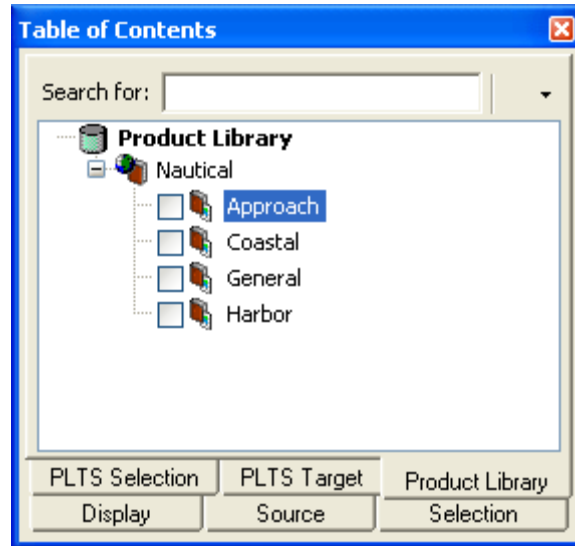 Table of Contents
Search for:
Product Library
Nautical
Approach
Coastal
General
Harbor
PLTS Selection PLTS Target Product Library
Display Source Selection